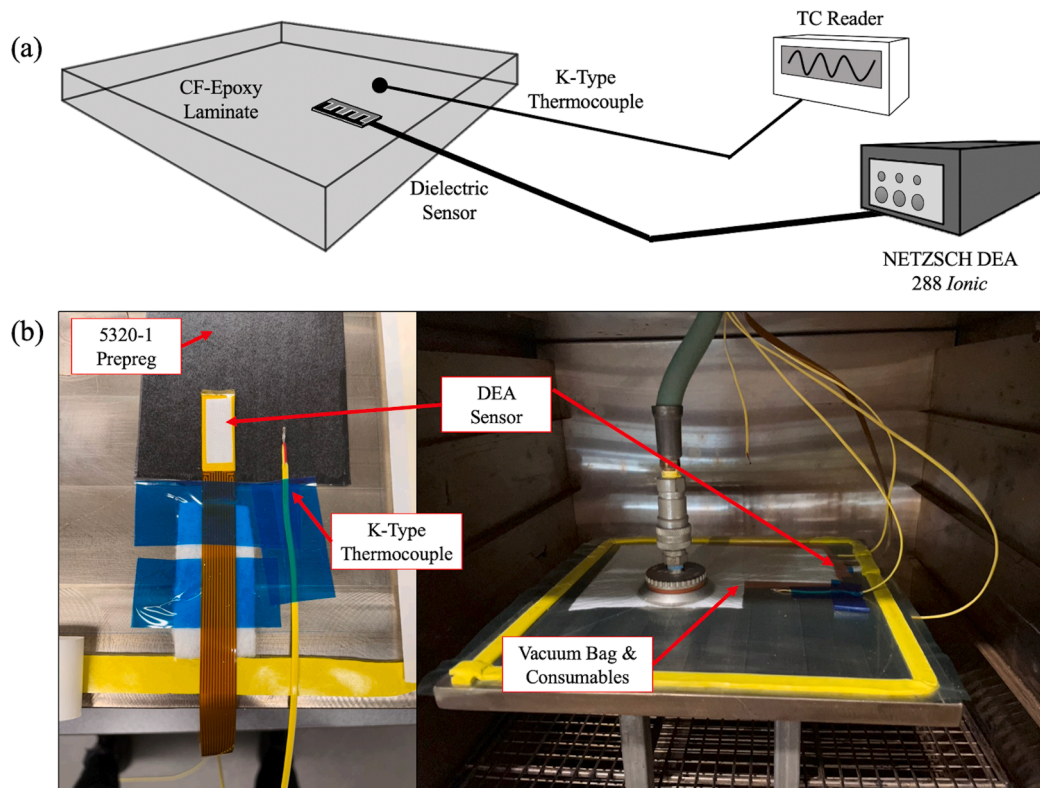 (a)
TC Reader
CF-Epoxy
Laminate
K-Type
Thermocouple
Dielectric
Sensor
NETZSCH DEA
288 Ionic
(b)
5320-1
Prepreg
DEA
Sensor
K-Type
Thermocouple
Vacuum Bag &
Consumables